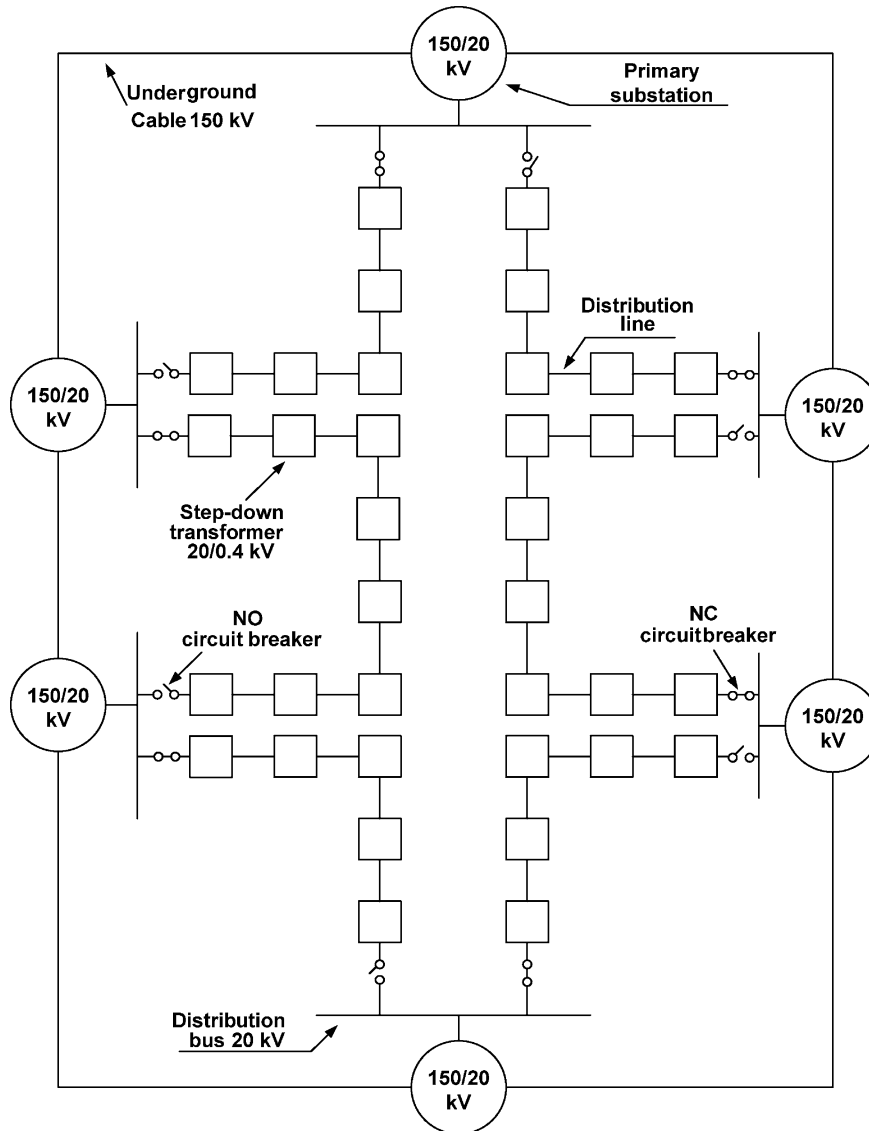 150/20
kV
Underground
Cable 150 kV
Primary
substation
Distribution
line
150/20
kV
150/20
kV
Step-down
transformer
20/0.4 kV
NO
circuit breaker
NC
circuitbreaker
150/20
kV
150/20
kV
Distribution
bus 20 kV
150/20
kV